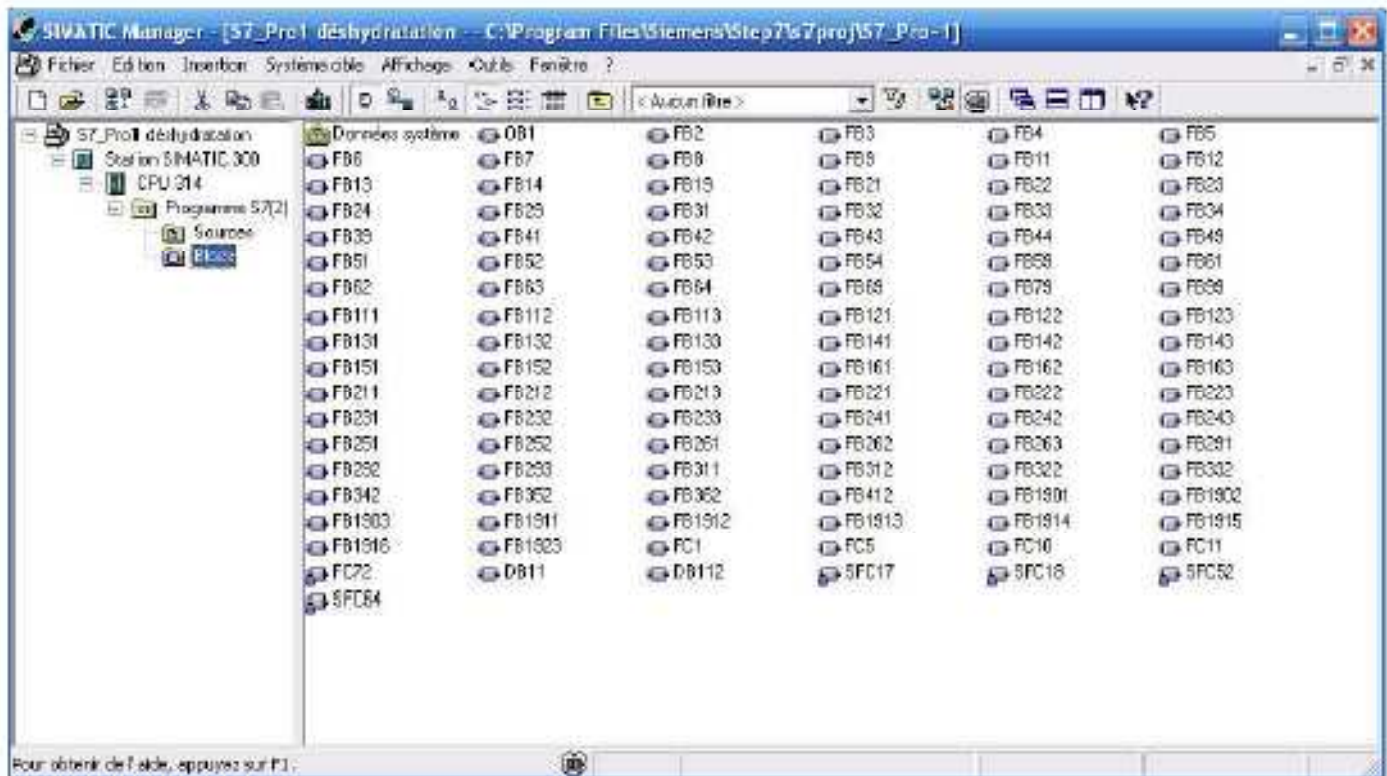 SIMATIC Manager - [S7_Pro1 déshydratation -- C:\Program Files\Siemens\Step7\s7proj\S7_Pro-1]
Fichier Edition Insertion Système cible Affichage Outils Fenêtre ?
< Aucun filtre >
S7_Pro1 déshydratation
Station SIMATIC 300
CPU 314
Programme S7(2)
Sources
Blocs
Données système OB1 FB2 FB3 FB4 FB5
FB6 FB7 FB8 FB9 FB11 FB12
FB13 FB14 FB19 FB21 FB22 FB23
FB24 FB29 FB31 FB32 FB33 FB34
FB39 FB41 FB42 FB43 FB44 FB49
FB51 FB52 FB53 FB54 FB59 FB61
FB62 FB63 FB64 FB69 FB79 FB99
FB111 FB112 FB113 FB121 FB122 FB123
FB131 FB132 FB133 FB141 FB142 FB143
FB151 FB152 FB153 FB161 FB162 FB163
FB211 FB212 FB213 FB221 FB222 FB223
FB231 FB232 FB233 FB241 FB242 FB243
FB251 FB252 FB261 FB262 FB263 FB291
FB292 FB293 FB311 FB312 FB322 FB332
FB342 FB352 FB362 FB412 FB1901 FB1902
FB1903 FB1911 FB1912 FB1913 FB1914 FB1915
FB1916 FB1923 FC1 FC5 FC10 FC11
FC72 DB11 DB112 SFC17 SFC18 SFC52
SFC64
Pour obtenir de l'aide, appuyez sur F1.